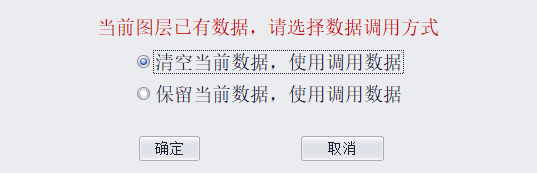 当前图层已有数据，请选择数据调用方式
清空当前数据，使用调用数据
保留当前数据，使用调用数据
确定 取消